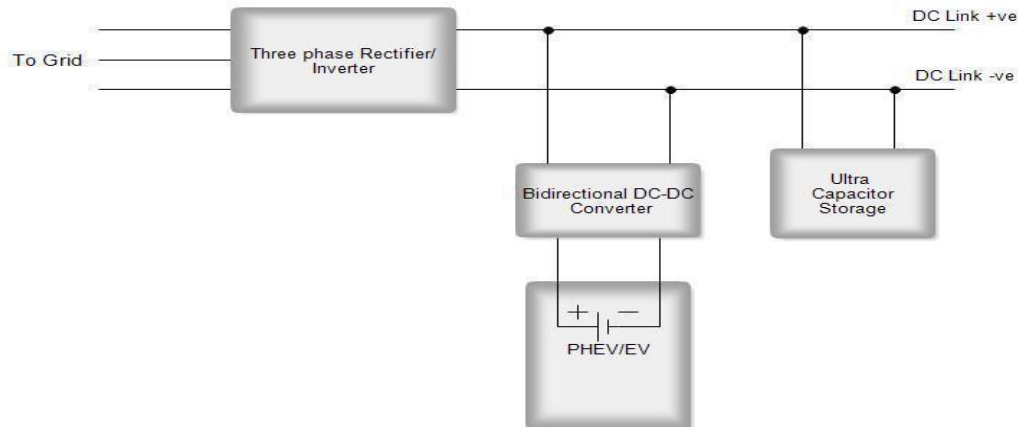 DC Link +ve
To Grid
Three phase Rectifier/
Inverter
DC Link -ve
Bidirectional DC-DC
Converter
Ultra
Capacitor
Storage
+ −
PHEV/EV